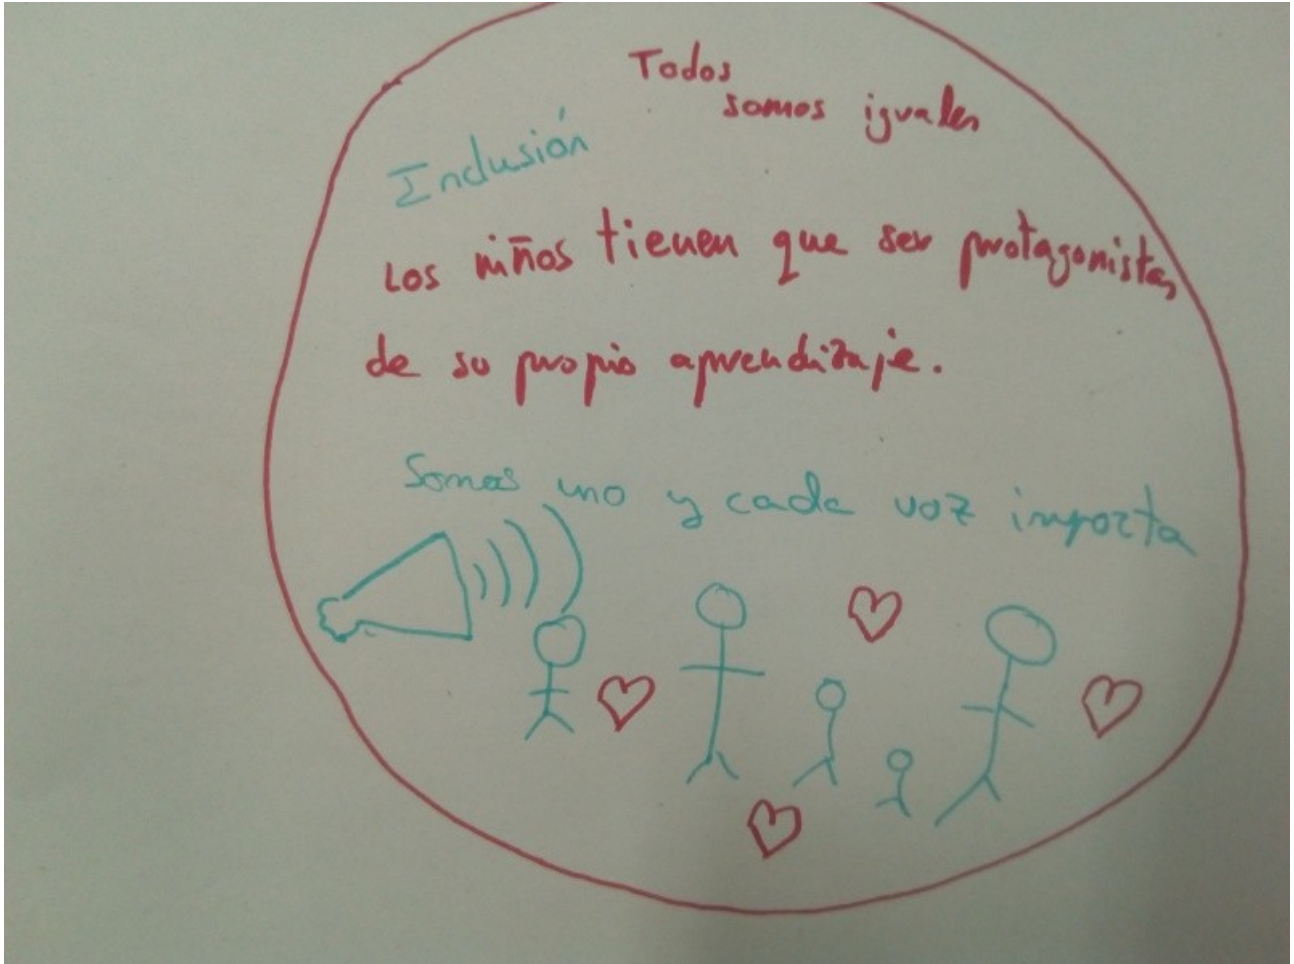 Todos
somos iguales
Inclusión
Los niños tienen que ser protagonistas
de su propio aprendizaje.
Somos uno y cada voz importa